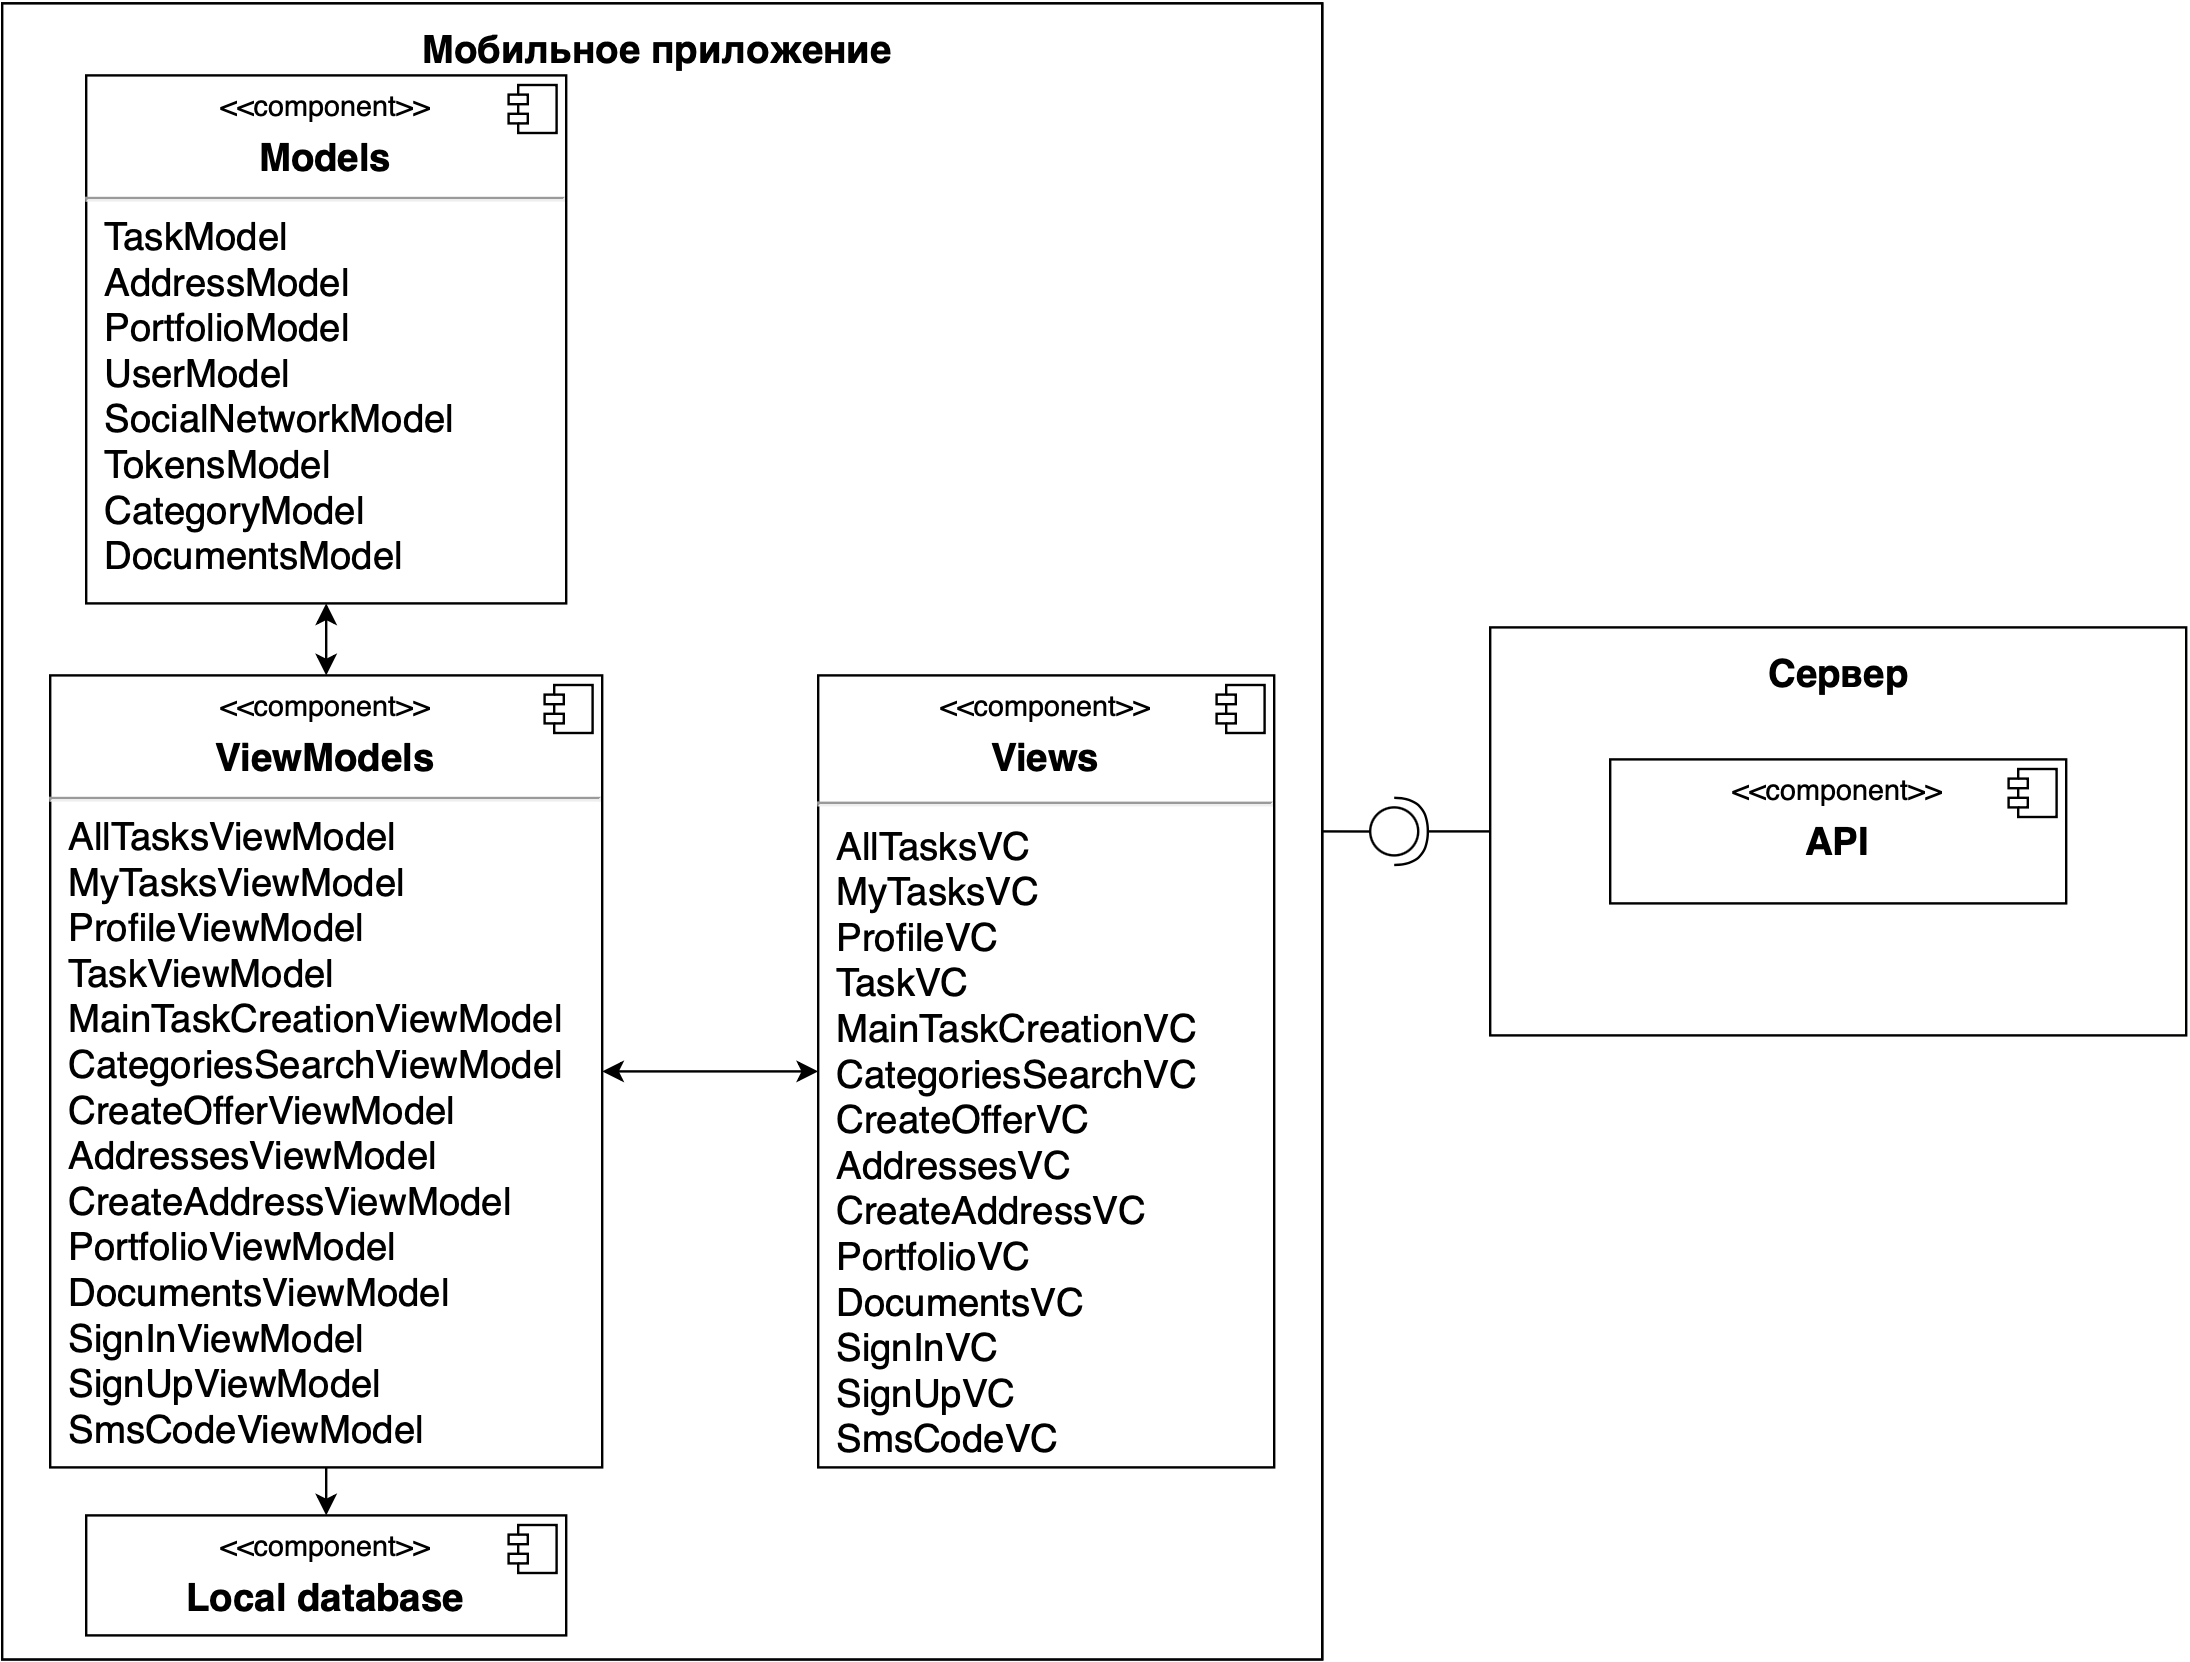 Мобильное приложение
<<component>>
Models
TaskModel
AddressModel
PortfolioModel
UserModel
SocialNetworkModel
TokensModel
CategoryModel
DocumentsModel
<<component>>
ViewModels
AllTasksViewModel
MyTasksViewModel
ProfileViewModel
TaskViewModel
MainTaskCreationViewModel
CategoriesSearchViewModel
CreateOfferViewModel
AddressesViewModel
CreateAddressViewModel
PortfolioViewModel
DocumentsViewModel
SignInViewModel
SignUpViewModel
SmsCodeViewModel
<<component>>
Views
AllTasksVC
MyTasksVC
ProfileVC
TaskVC
MainTaskCreationVC
CategoriesSearchVC
CreateOfferVC
AddressesVC
CreateAddressVC
PortfolioVC
DocumentsVC
SignInVC
SignUpVC
SmsCodeVC
<<component>>
Local database
Сервер
<<component>>
API